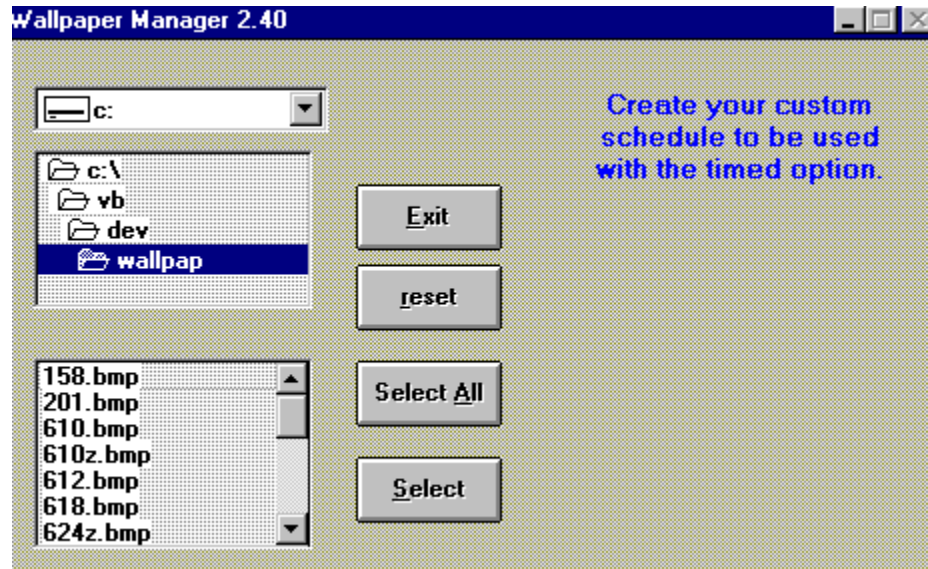 Wallpaper Manager 2.40
c:
Create your custom
schedule to be used
with the timed option.
c:\
vb
dev
wallpap
Exit
reset
158.bmp
201.bmp
610.bmp
610z.bmp
612.bmp
618.bmp
624z.bmp
Select All
Select